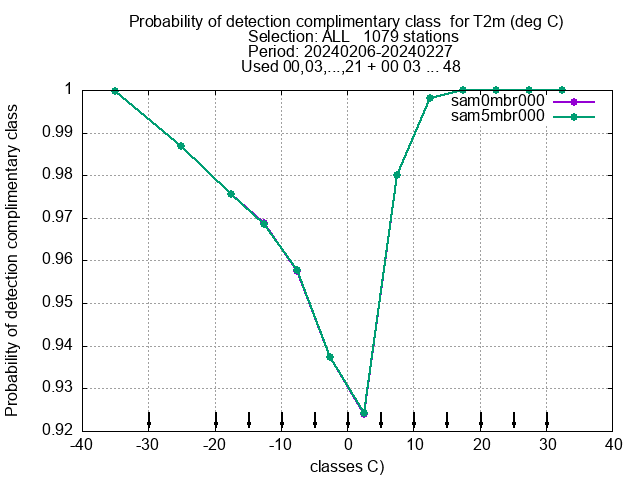 Probability of detection complimentary class  for T2m (deg C)
Selection: ALL   1079 stations
Period: 20240206-20240227
Used 00,03,...,21 + 00 03 ... 48
sam0mbr000
sam5mbr000
Probability of detection complimentary class
1
0.99
0.98
0.97
0.96
0.95
0.94
0.93
0.92
-40 -30 -20 -10 0 10 20 30 40
classes C)